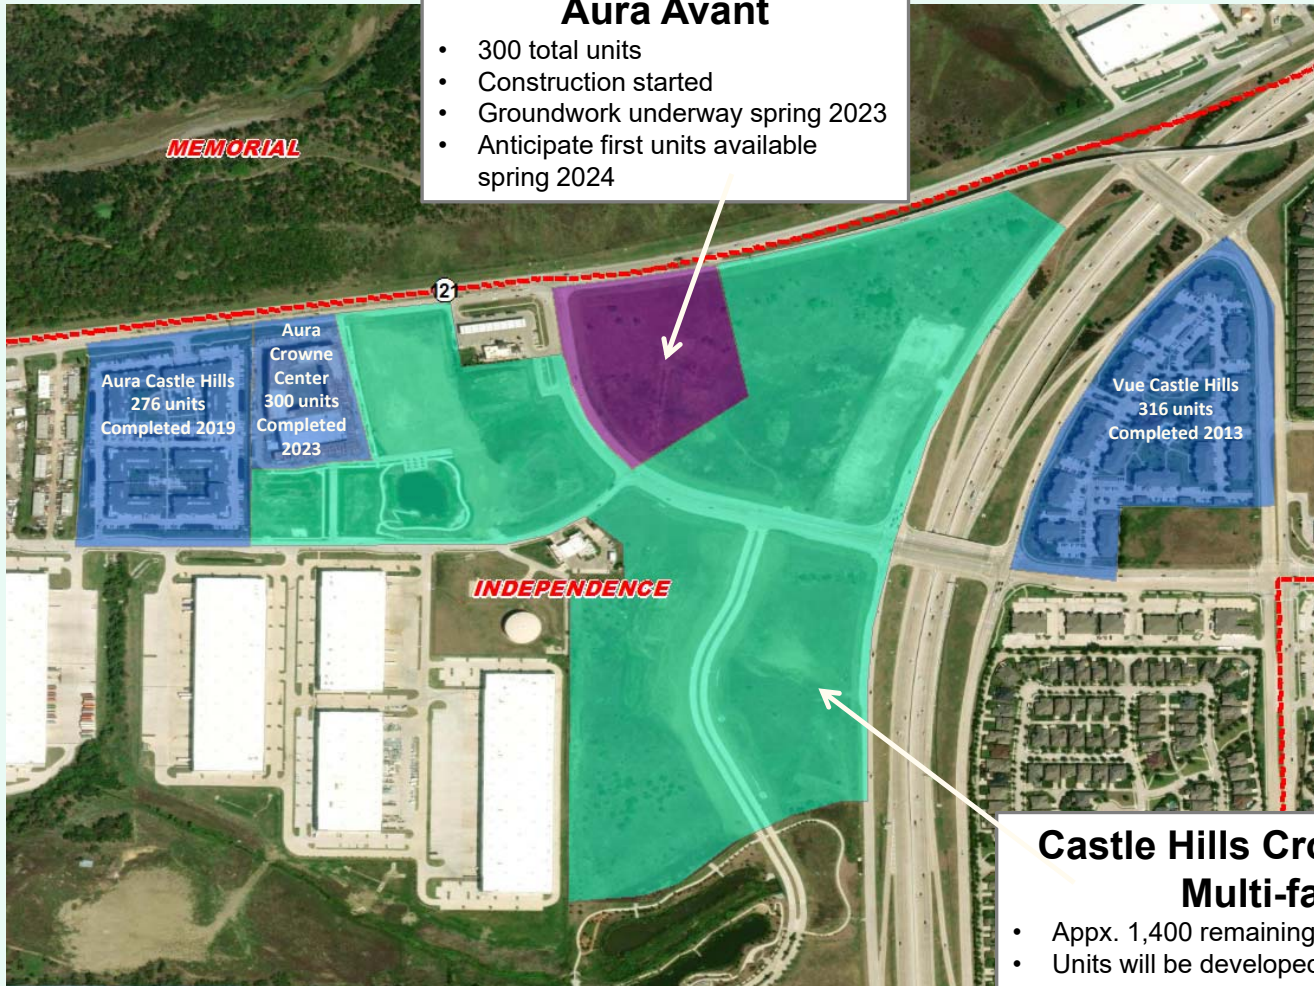 Aura Avant
• 300 total units
• Construction started
• Groundwork underway spring 2023
• Anticipate first units available
spring 2024
MEMORIAL
121
Aura
Crowne
Center
300 units
Completed
2023
Aura Castle Hills
276 units
Completed 2019
Vue Castle Hills
316 units
Completed 2013
INDEPENDENCE
Castle Hills Cro
Multi-fa
• Appx. 1,400 remaining
• Units will be developed